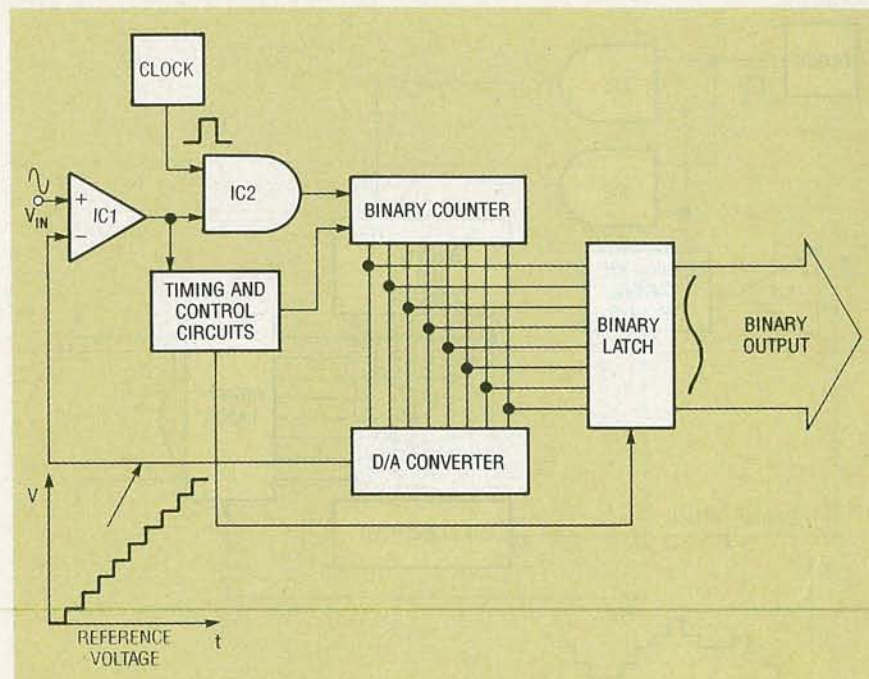 CLOCK
IC2
+
V_IN
−
IC1
BINARY COUNTER
TIMING AND
CONTROL
CIRCUITS
BINARY
LATCH
BINARY
OUTPUT
D/A CONVERTER
V
t
REFERENCE
VOLTAGE